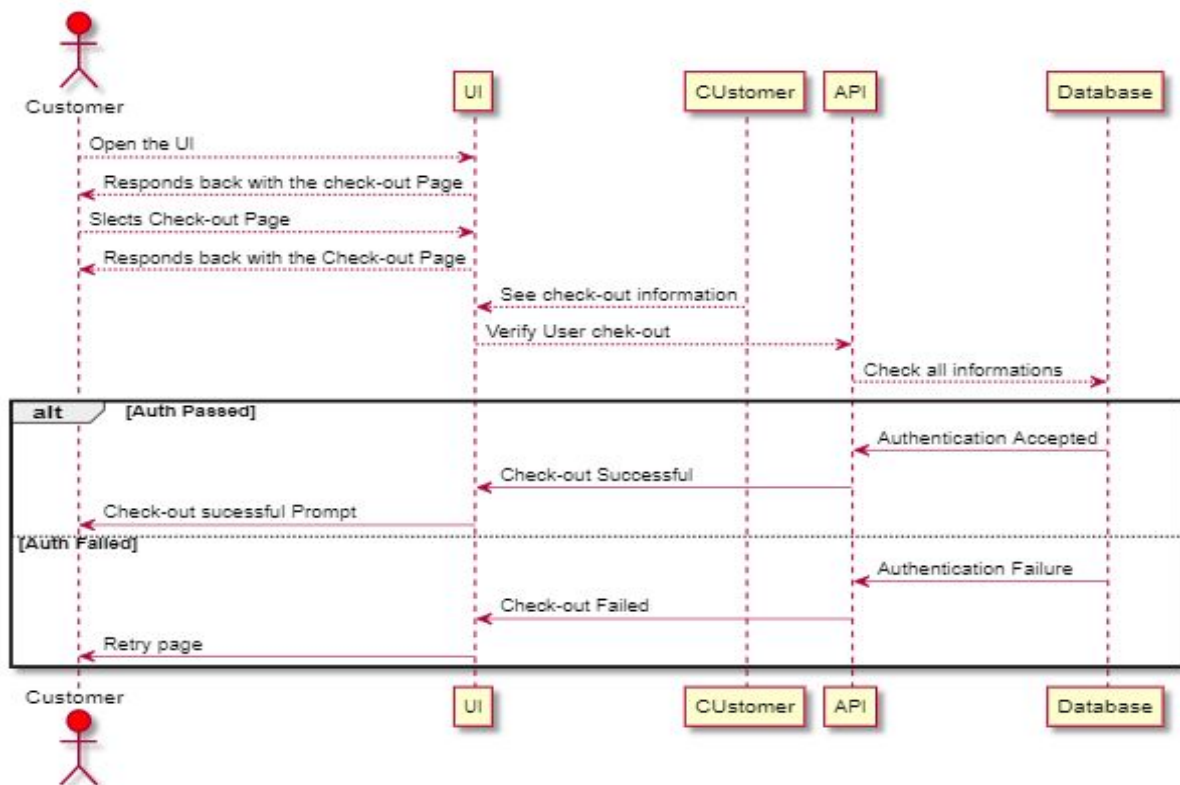 Customer
UI
CUstomer
API
Database
Open the UI
Responds back with the check-out Page
Slects Check-out Page
Responds back with the Check-out Page
See check-out information
Verify User chek-out
Check all informations
alt [Auth Passed]
Authentication Accepted
Check-out Successful
Check-out sucessful Prompt
[Auth Failed]
Authentication Failure
Check-out Failed
Retry page
Customer
UI
CUstomer
API
Database